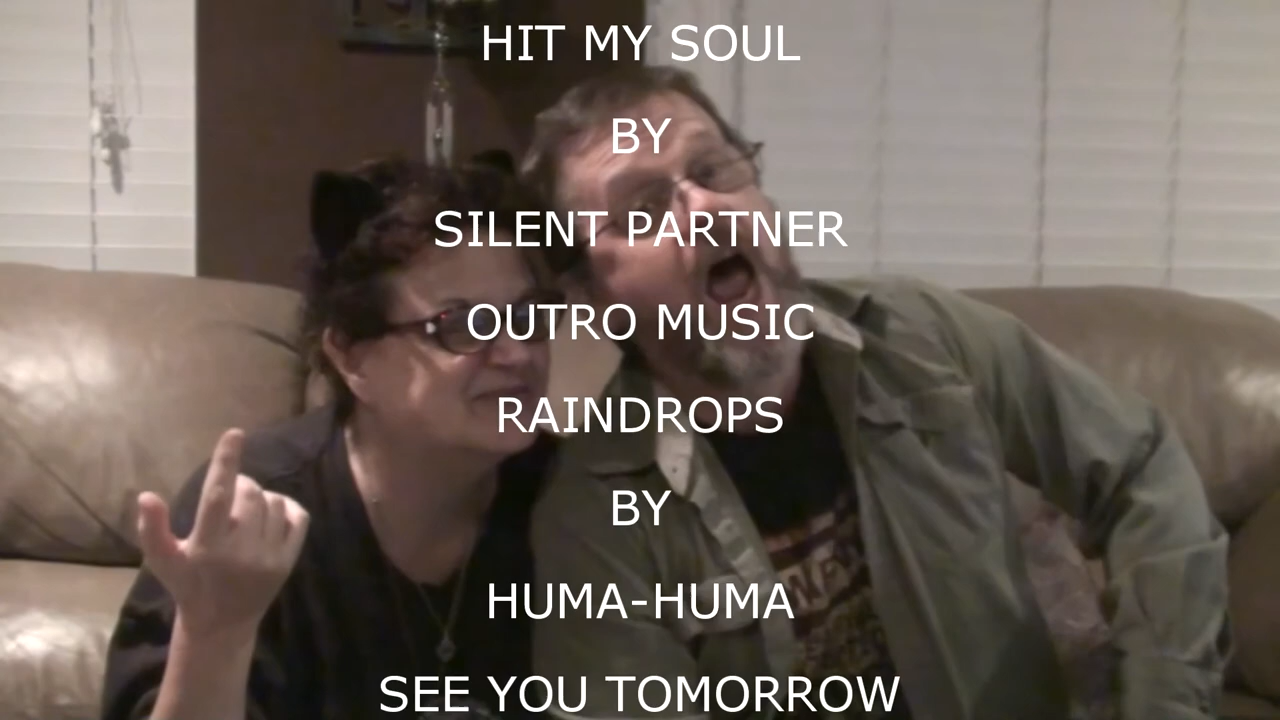 HIT MY SOUL
BY
SILENT PARTNER
OUTRO MUSIC
RAINDROPS
BY
HUMA-HUMA
SEE YOU TOMORROW